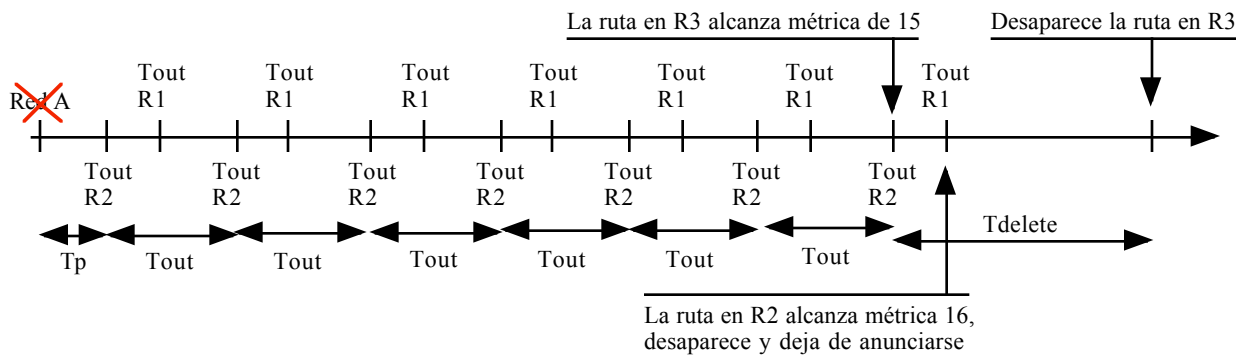 La ruta en R3 alcanza métrica de 15
Desaparece la ruta en R3
Red A
Tout
R1
Tout
R1
Tout
R1
Tout
R1
Tout
R1
Tout
R1
Tout
R1
Tout
R2
Tout
R2
Tout
R2
Tout
R2
Tout
R2
Tout
R2
Tout
R2
Tp
Tout
Tout
Tout
Tout
Tout
Tout
Tdelete
La ruta en R2 alcanza métrica 16,
desaparece y deja de anunciarse